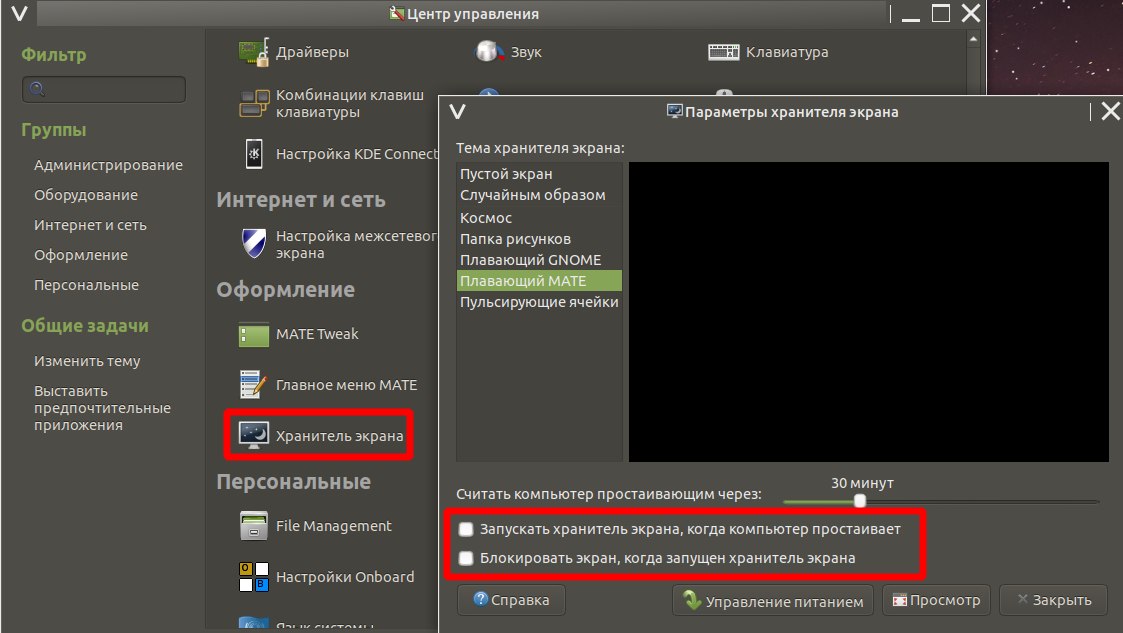 Центр управления
Фильтр
Группы
Администрирование
Оборудование
Интернет и сеть
Оформление
Персональные
Общие задачи
Изменить тему
Выставить
предпочтительные
приложения
Драйверы
Звук
Клавиатура
Комбинации клавиш
клавиатуры
Настройка KDE Connect
Интернет и сеть
Настройка межсетевог
экрана
Оформление
MATE Tweak
Главное меню MATE
Хранитель экрана
Персональные
File Management
Настройки Onboard
Язык системы
Параметры хранителя экрана
Тема хранителя экрана:
Пустой экран
Случайным образом
Космос
Папка рисунков
Плавающий GNOME
Плавающий MATE
Пульсирующие ячейки
30 минут
Считать компьютер простаивающим через:
Запускать хранитель экрана, когда компьютер простаивает
Блокировать экран, когда запущен хранитель экрана
Справка
Управление питанием
Просмотр
Закрыть